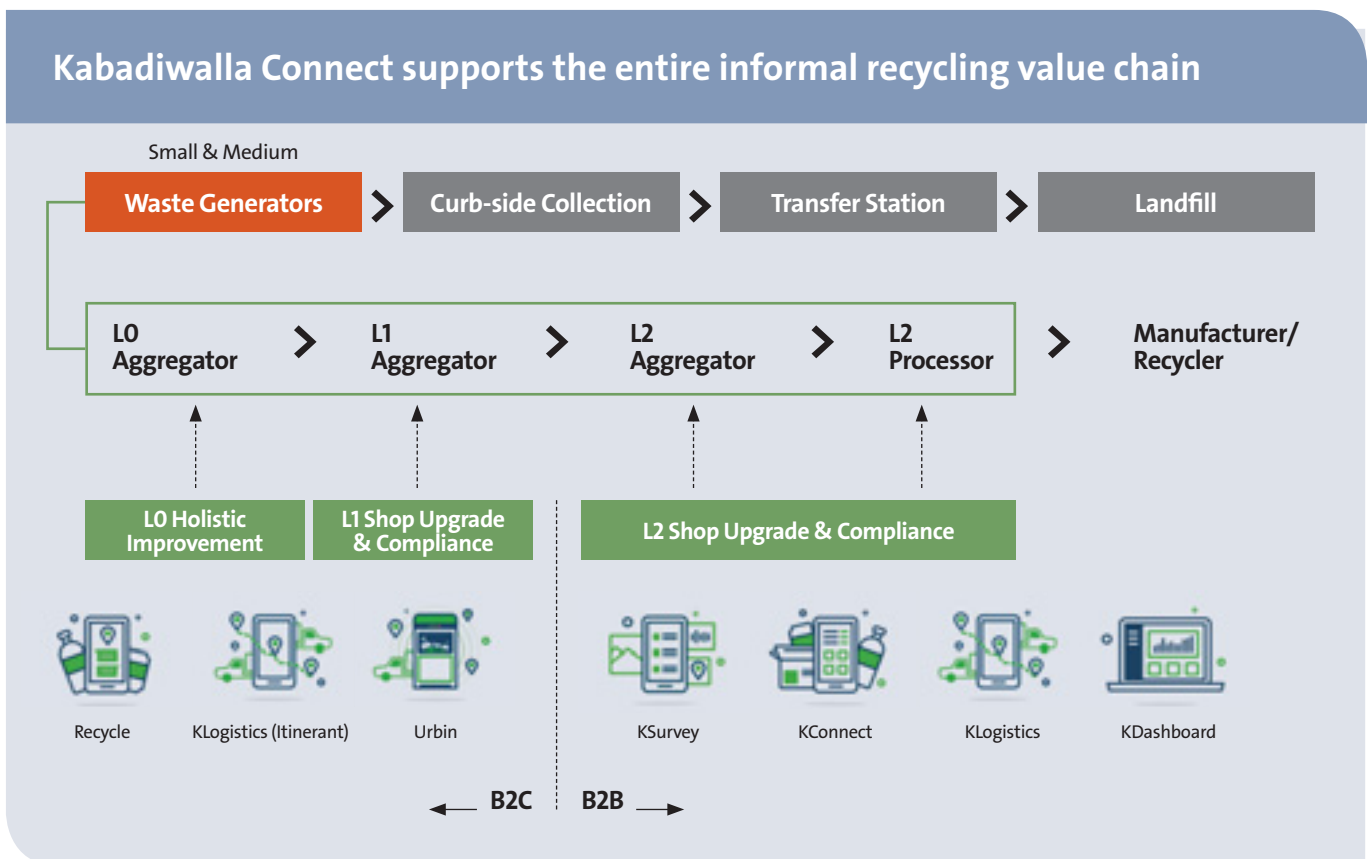 Kabadiwalla Connect supports the entire informal recycling value chain
Small & Medium
Waste Generators
Curb-side Collection
Transfer Station
Landfill
L0
Aggregator
L1
Aggregator
L2
Aggregator
L2
Processor
Manufacturer/
Recycler
L0 Holistic
Improvement
L1 Shop Upgrade
& Compliance
L2 Shop Upgrade & Compliance
Recycle
KLogistics (Itinerant)
Urbin
KSurvey
KConnect
KLogistics
KDashboard
B2C
B2B